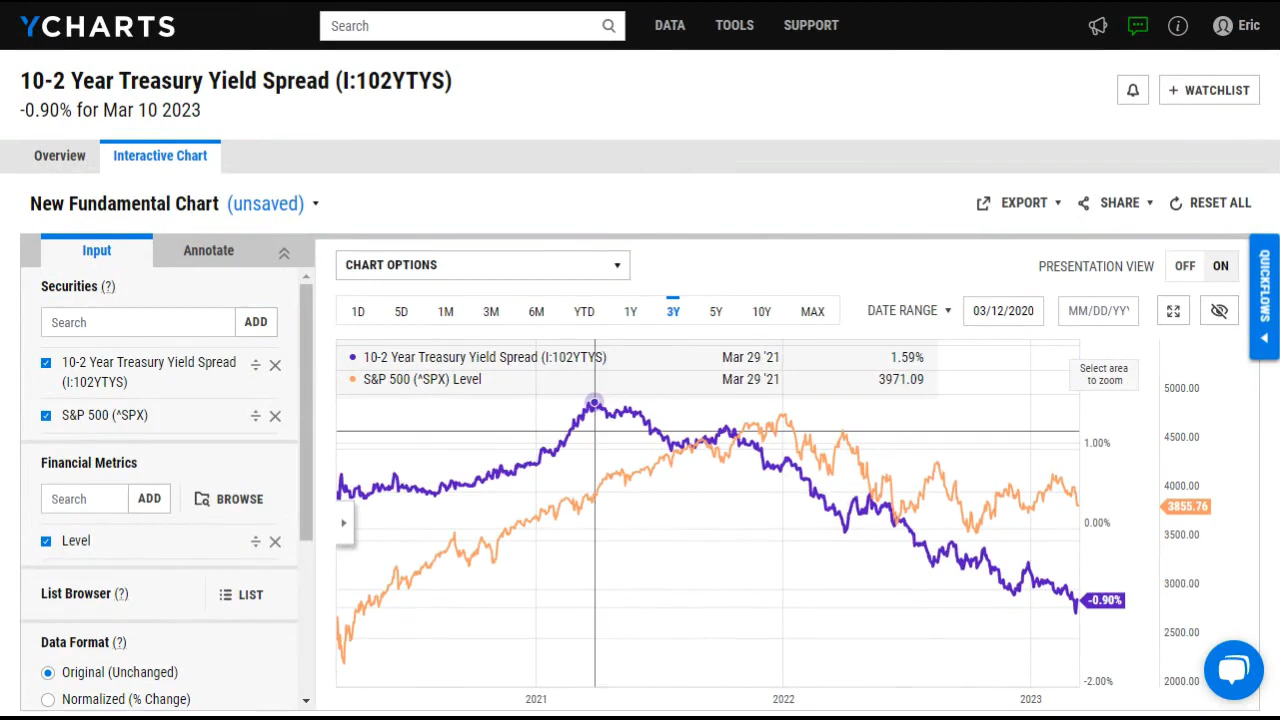 YCHARTS
Search
DATA
TOOLS
SUPPORT
Eric
10-2 Year Treasury Yield Spread (I:102YTYS)
-0.90% for Mar 10 2023
+ WATCHLIST
Overview
Interactive Chart
New Fundamental Chart (unsaved)
EXPORT
SHARE
RESET ALL
Input
Annotate
CHART OPTIONS
PRESENTATION VIEW
OFF
ON
QUICKFLOWS
Securities (?)
Search
ADD
1D 5D 1M 3M 6M YTD 1Y 3Y 5Y 10Y MAX
DATE RANGE
03/12/2020
MM/DD/YY
10-2 Year Treasury Yield Spread
(I:102YTYS)
S&P 500 (^SPX)
10-2 Year Treasury Yield Spread (I:102YTYS) Mar 29 '21 1.59%
S&P 500 (^SPX) Level Mar 29 '21 3971.09
Select area
to zoom
Financial Metrics
Search
ADD
BROWSE
Level
List Browser (?)
LIST
Data Format (?)
Original (Unchanged)
Normalized (% Change)
1.00%
0.00%
-0.90%
-2.00%
5000.00
4500.00
4000.00
3855.76
3500.00
3000.00
2500.00
2000.00
2021
2022
2023